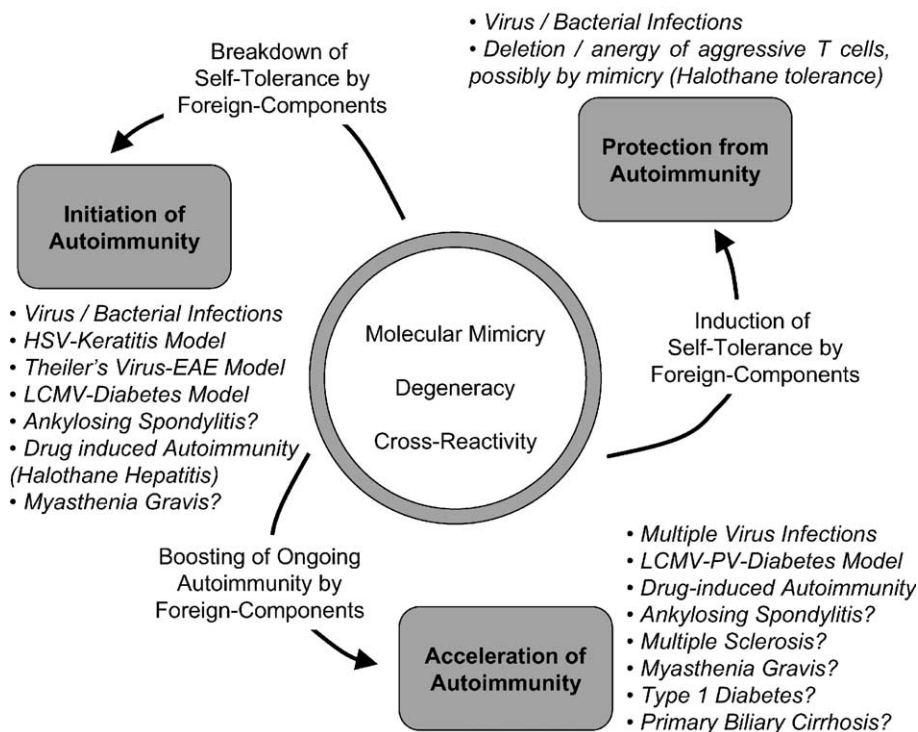 Breakdown of
Self-Tolerance by
Foreign-Components
• Virus / Bacterial Infections
• Deletion / anergy of aggressive T cells,
possibly by mimicry (Halothane tolerance)
Protection from
Autoimmunity
Initiation of
Autoimmunity
• Virus / Bacterial Infections
• HSV-Keratitis Model
• Theiler's Virus-EAE Model
• LCMV-Diabetes Model
• Ankylosing Spondylitis?
• Drug induced Autoimmunity
(Halothane Hepatitis)
• Myasthenia Gravis?
Molecular Mimicry
Degeneracy
Cross-Reactivity
Induction of
Self-Tolerance by
Foreign-Components
Boosting of Ongoing
Autoimmunity by
Foreign-Components
Acceleration of
Autoimmunity
• Multiple Virus Infections
• LCMV-PV-Diabetes Model
• Drug-induced Autoimmunity
• Ankylosing Spondylitis?
• Multiple Sclerosis?
• Myasthenia Gravis?
• Type 1 Diabetes?
• Primary Biliary Cirrhosis?